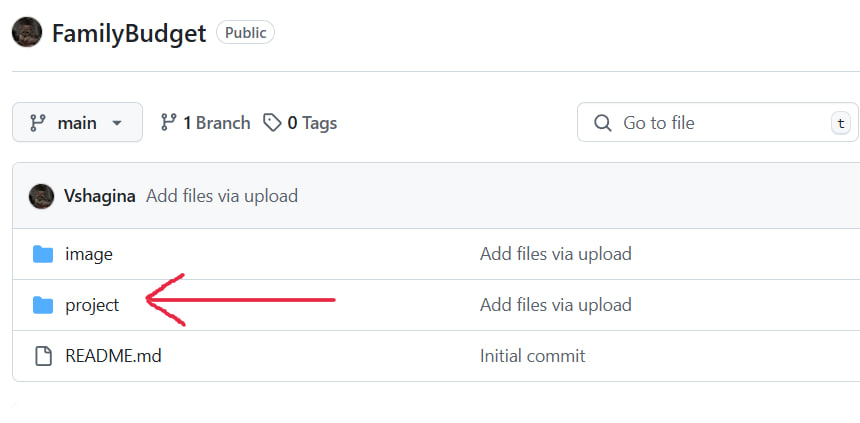 FamilyBudget Public
main 1 Branch 0 Tags Go to file t
Vshagina Add files via upload
image Add files via upload
project Add files via upload
README.md Initial commit